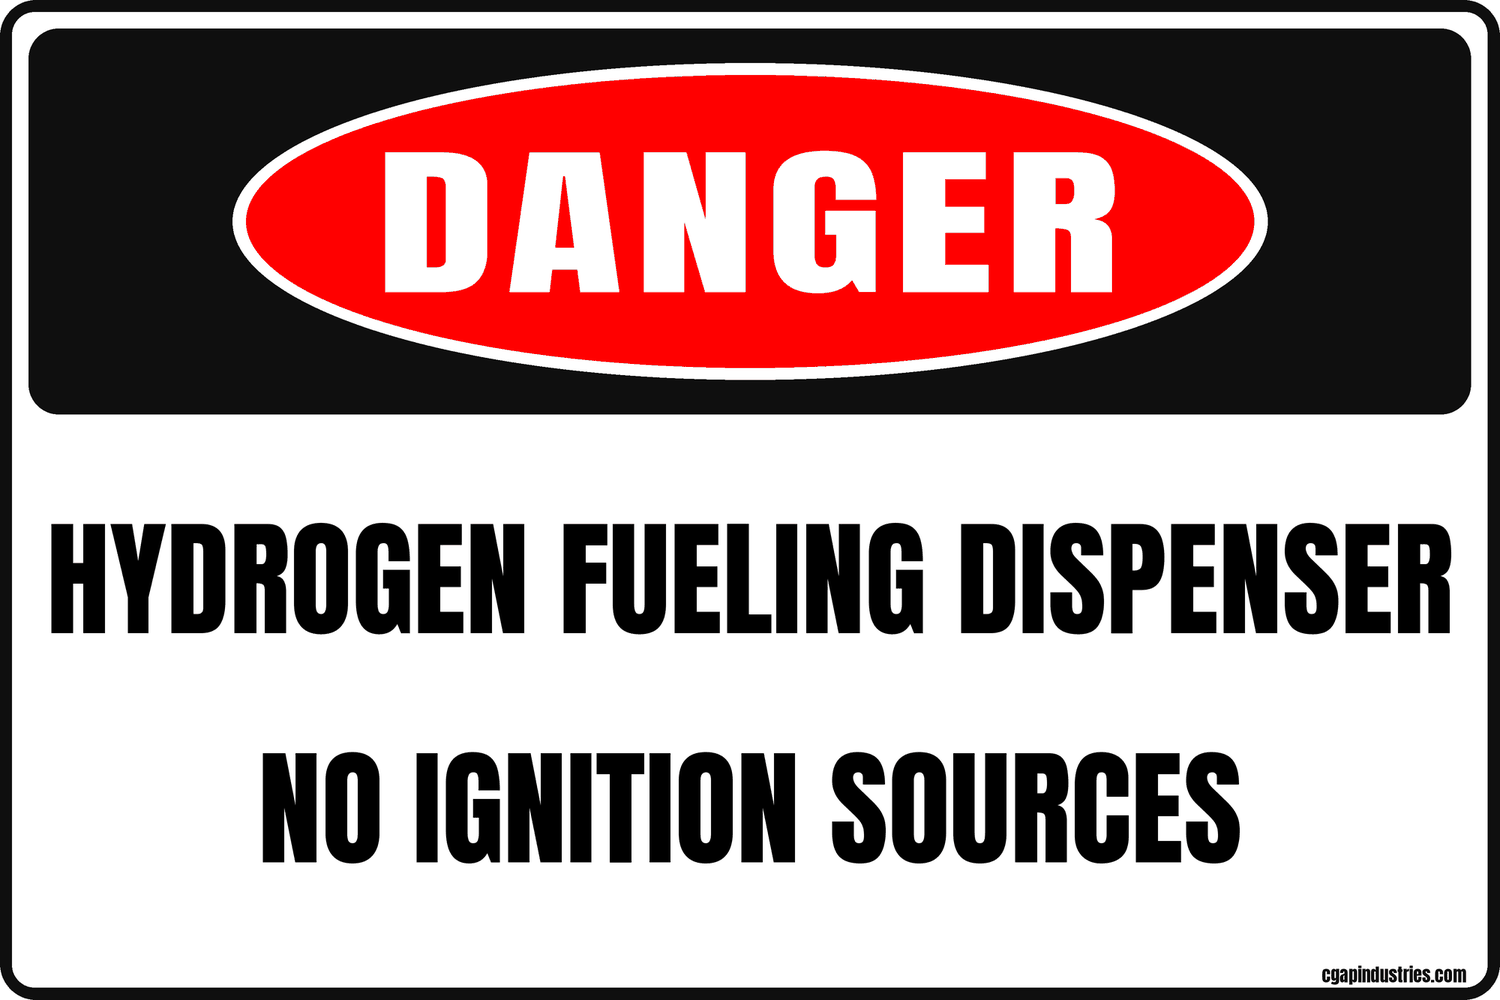 DANGER
HYDROGEN FUELING DISPENSER
NO IGNITION SOURCES
cgapindustries.com